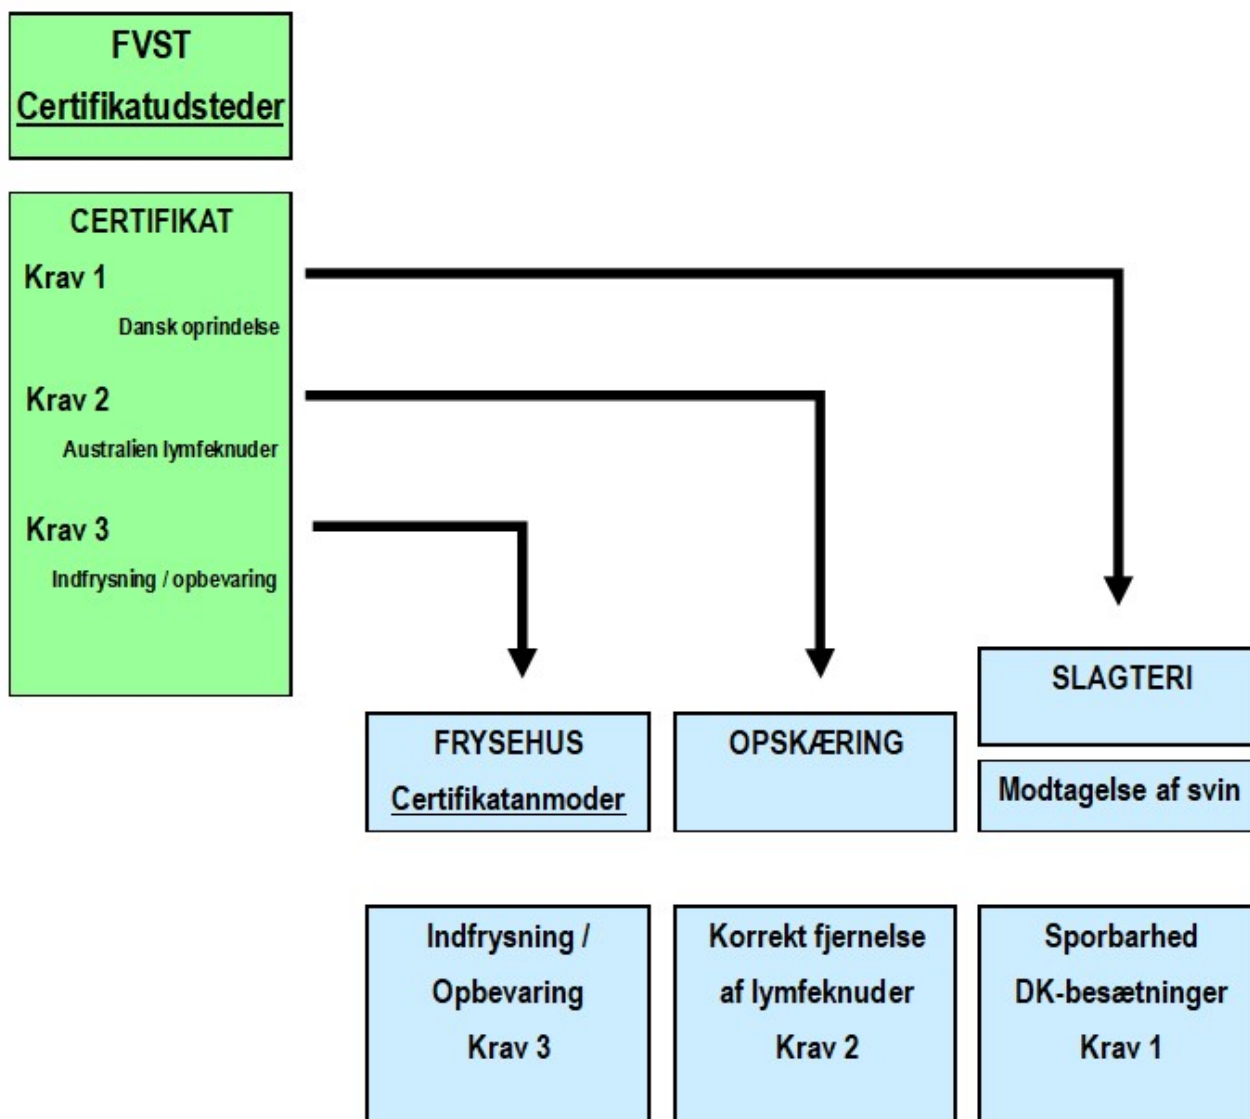 FVST
Certifikatudsteder
CERTIFIKAT
Krav 1
Dansk oprindelse
Krav 2
Australien lymfeknuder
Krav 3
Indfrysning / opbevaring
FRYSEHUS
Certifikatanmoder
OPSKÆRING
SLAGTERI
Modtagelse af svin
Indfrysning /
Opbevaring
Krav 3
Korrekt fjernelse
af lymfeknuder
Krav 2
Sporbarhed
DK-besætninger
Krav 1